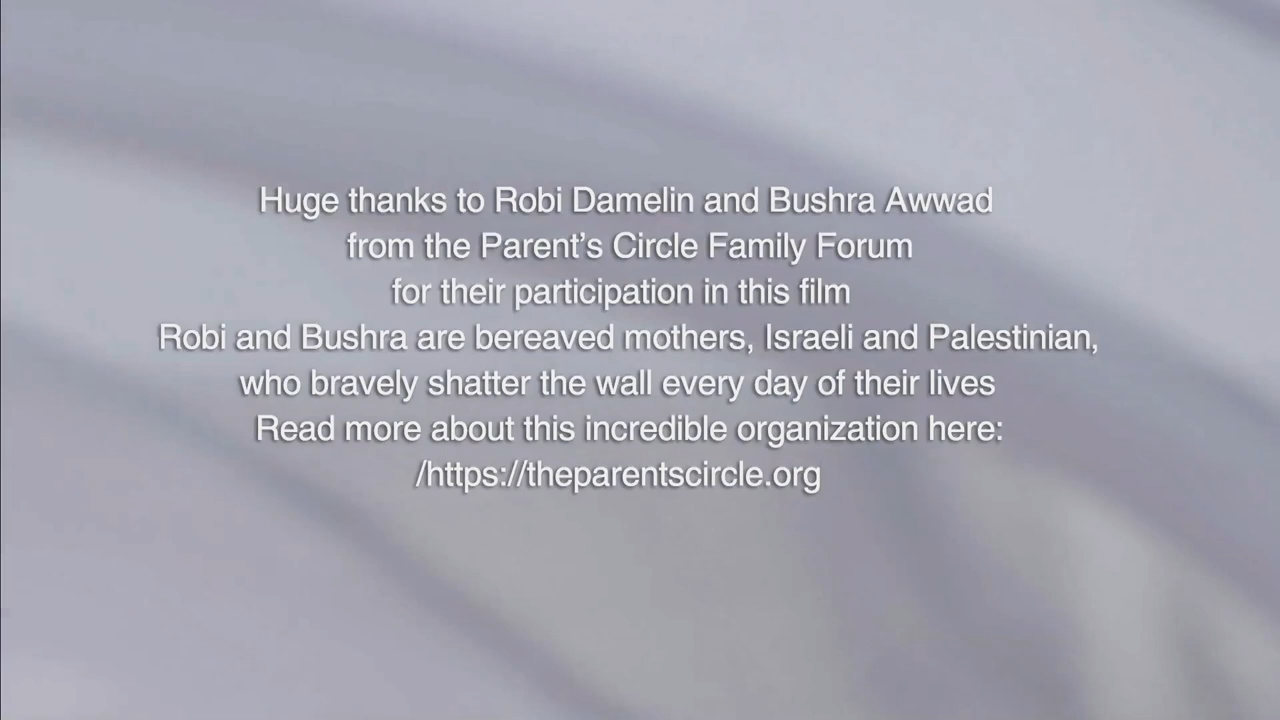 Huge thanks to Robi Damelin and Bushra Awwad
from the Parent’s Circle Family Forum
for their participation in this film
Robi and Bushra are bereaved mothers, Israeli and Palestinian,
who bravely shatter the wall every day of their lives
Read more about this incredible organization here:
/https://theparentscircle.org